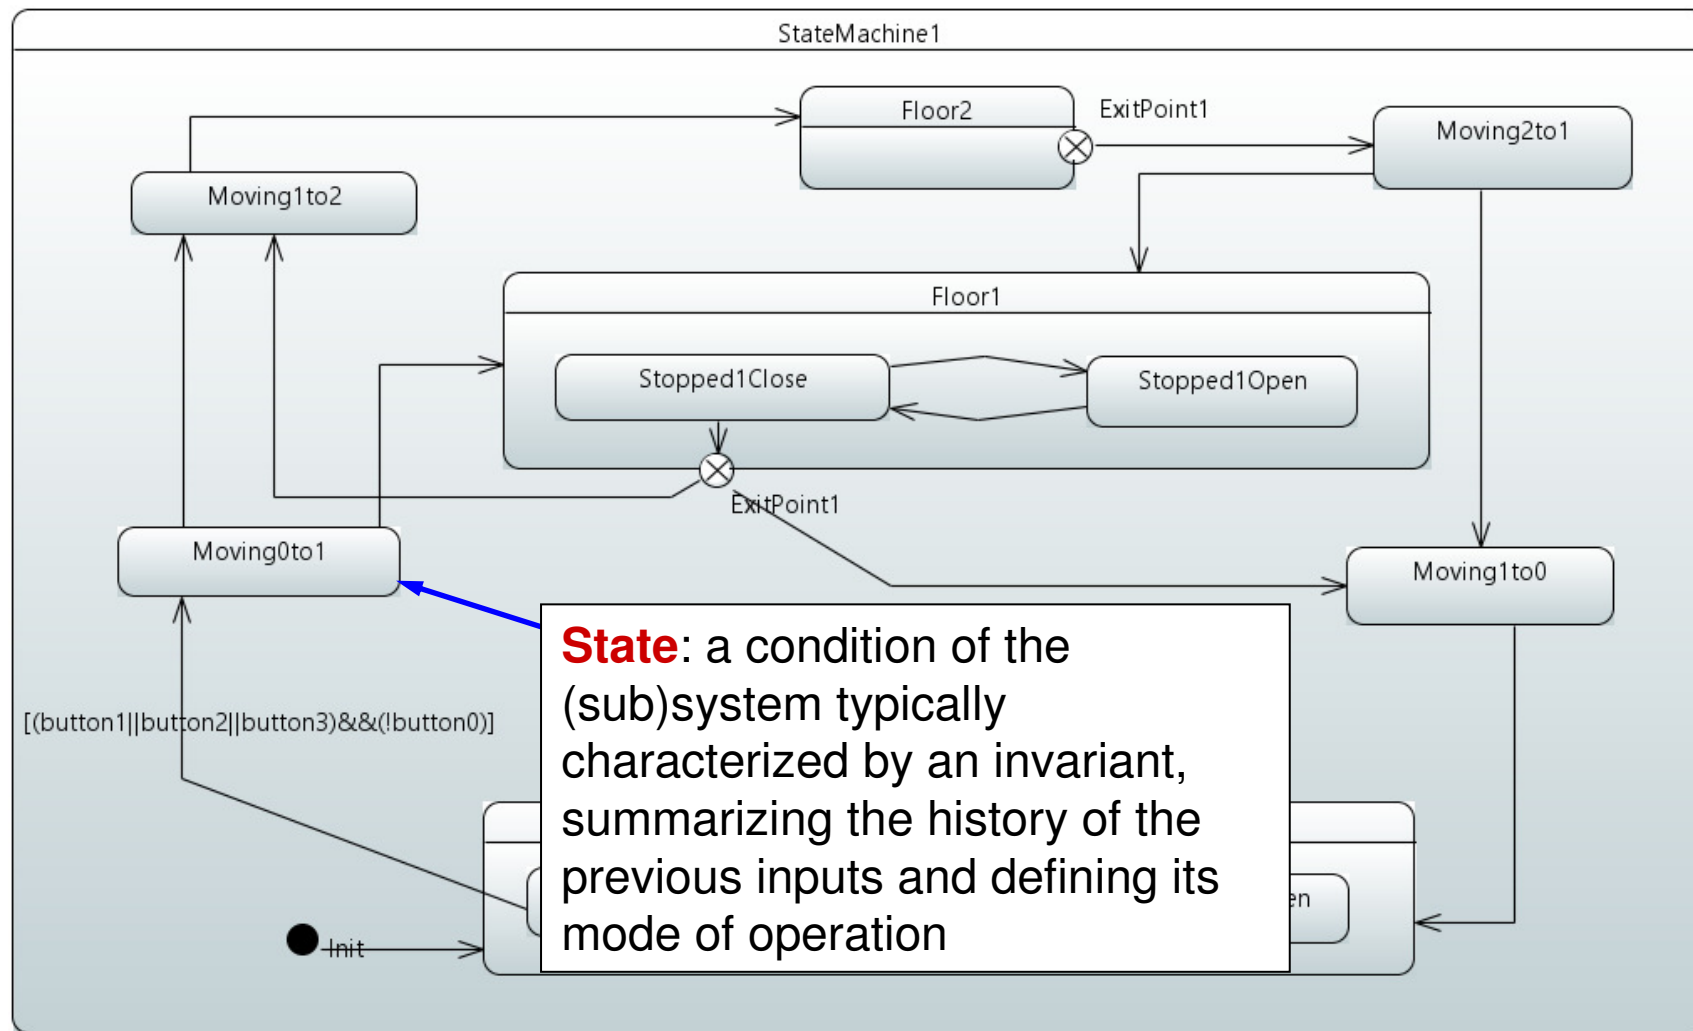 StateMachine1
Floor2
ExitPoint1
Moving2to1
Moving1to2
Floor1
Stopped1Close
Stopped1Open
ExitPoint1
Moving0to1
Moving1to0
State: a condition of the
(sub)system typically
characterized by an invariant,
summarizing the history of the
previous inputs and defining its
mode of operation
[(button1||button2||button3)&&(!button0)]
en
Init